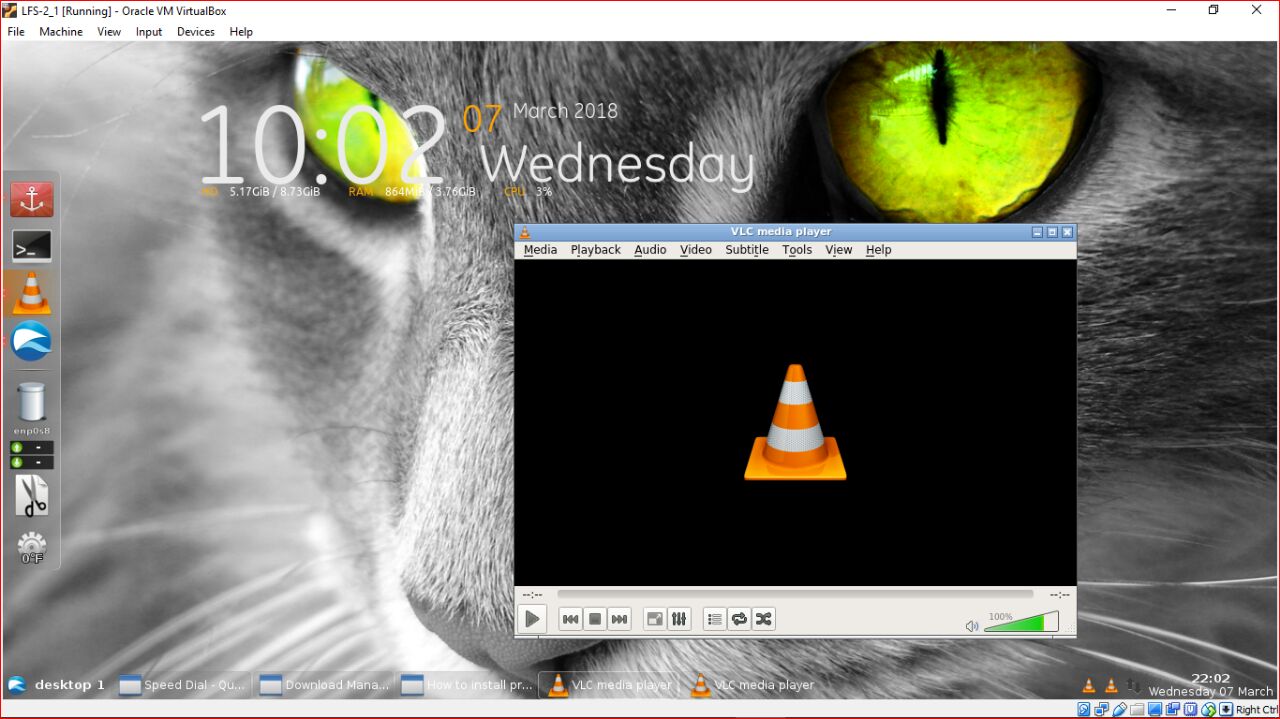 LFS-2_1 [Running] - Oracle VM VirtualBox
File Machine View Input Devices Help
10:02 07 March 2018
Wednesday
HD 5.17GiB / 8.73GiB RAM 864MiB / 3.76GiB CPU 3%
VLC media player
Media Playback Audio Video Subtitle Tools View Help
enp0s8
0°F
--:-- --:--
100%
desktop 1 Speed Dial - Qu... Download Mana... How to install pr... VLC media player VLC media player
22:02
Wednesday 07 March
Right Ctrl